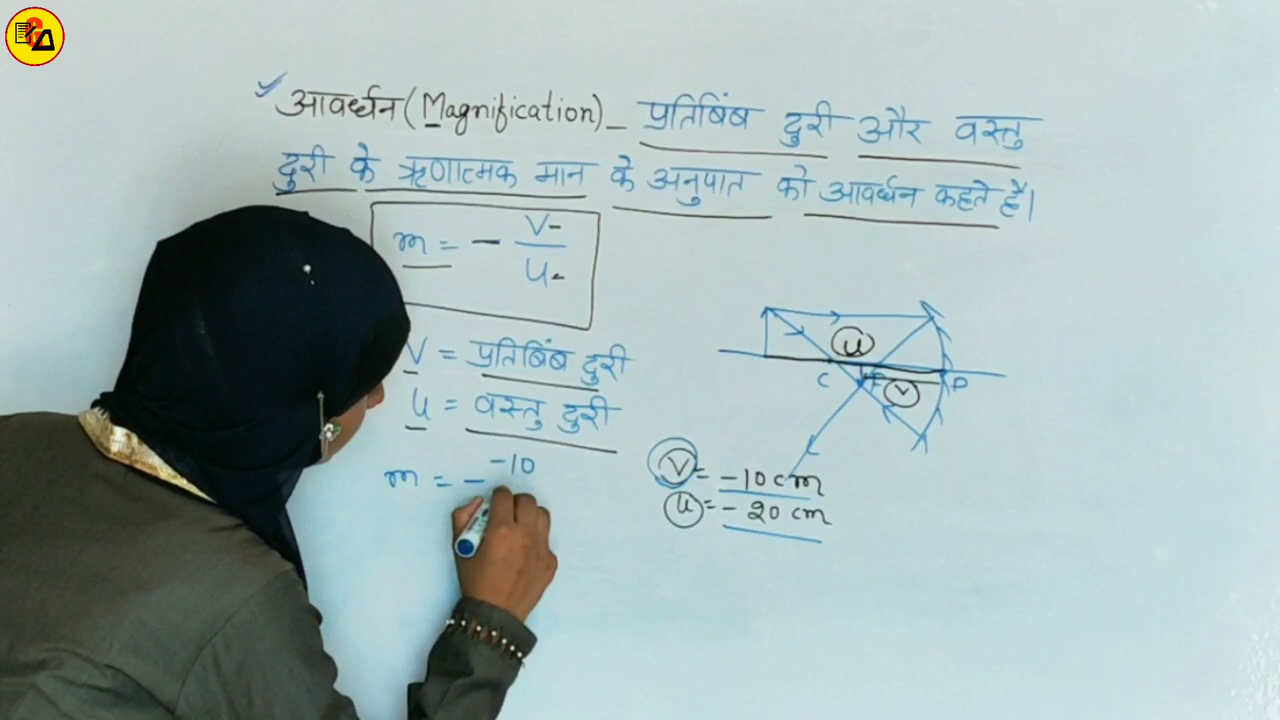 आवर्ध्धन (Magnification) _ प्रतिबिंब दुरी और वस्तु
दुरी के ऋणात्मक मान के अनुपात को आवर्ध्धन कहते है।
m = - V
u
V = प्रतिबिंब दुरी
u = वस्तु दुरी
m = - -10
u
C F V P
V = -10 cm
u = - 20 cm